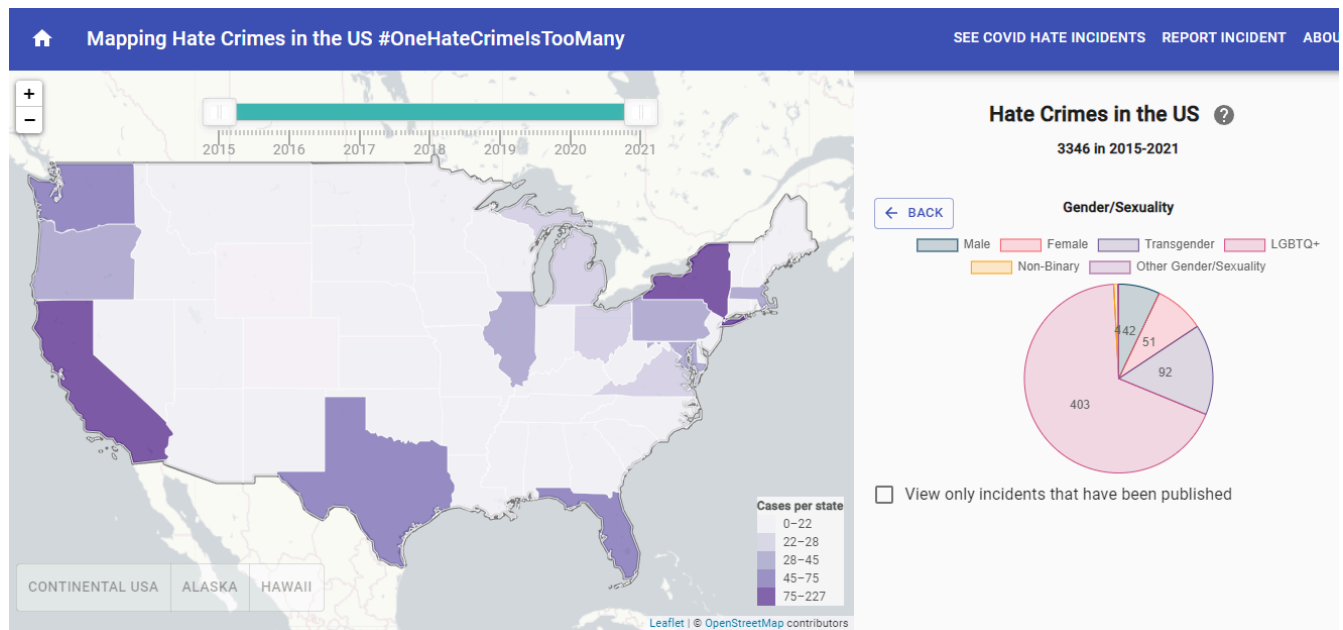 Mapping Hate Crimes in the US #OneHateCrimeIsTooMany
SEE COVID HATE INCIDENTS REPORT INCIDENT ABOU
+
−
2015 2016 2017 2018 2019 2020 2021
Cases per state
0–22
22–28
28–45
45–75
75–227
CONTINENTAL USA ALASKA HAWAII
Leaflet | © OpenStreetMap contributors
Hate Crimes in the US ?
3346 in 2015-2021
← BACK
Gender/Sexuality
Male Female Transgender LGBTQ+
Non-Binary Other Gender/Sexuality
4 42
51
92
403
View only incidents that have been published